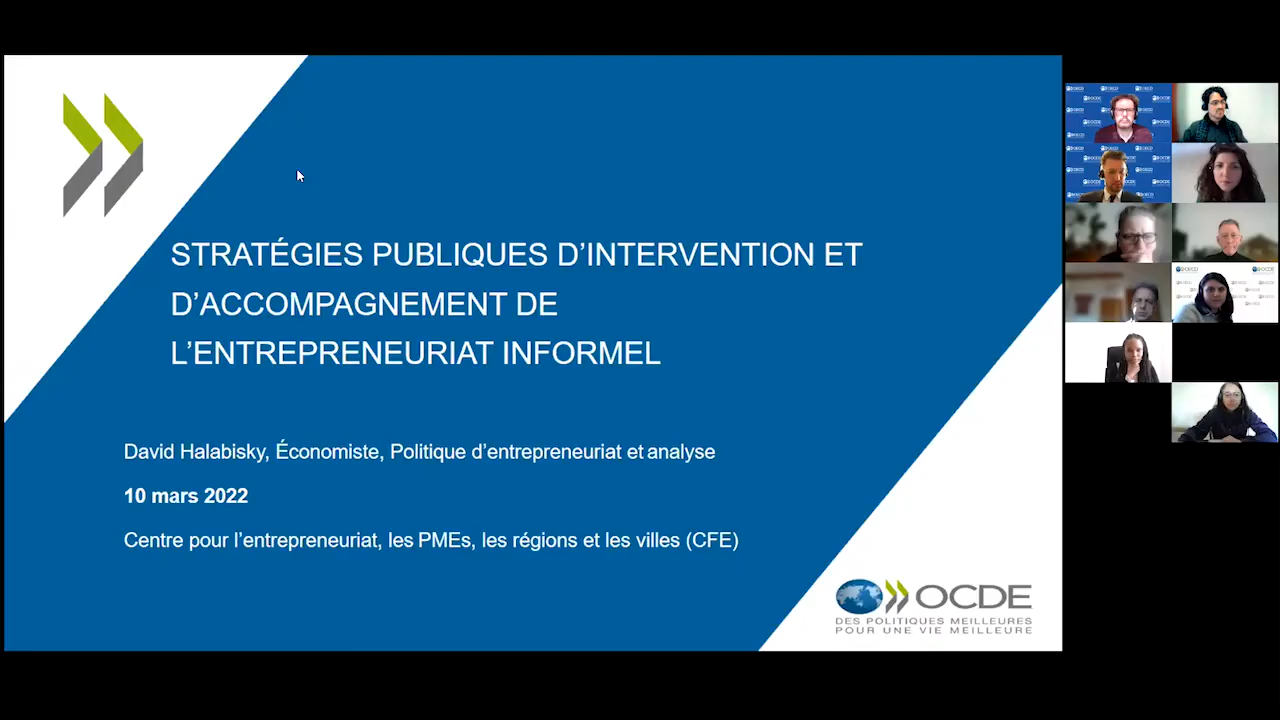 STRATÉGIES PUBLIQUES D’INTERVENTION ET
D’ACCOMPAGNEMENT DE
L’ENTREPRENEURIAT INFORMEL
David Halabisky, Économiste, Politique d’entrepreneuriat et analyse
10 mars 2022
Centre pour l’entrepreneuriat, les PMEs, les régions et les villes (CFE)
OCDE
DES POLITIQUES MEILLEURES
POUR UNE VIE MEILLEURE